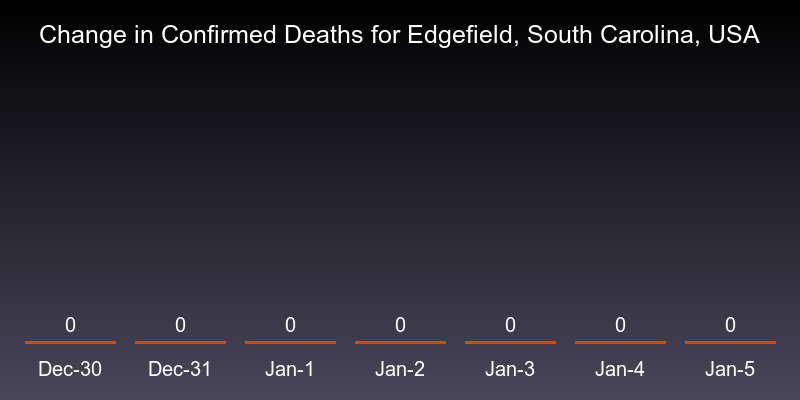 Change in Confirmed Deaths for Edgefield, South Carolina, USA
0 0 0 0 0 0 0
Dec-30 Dec-31 Jan-1 Jan-2 Jan-3 Jan-4 Jan-5